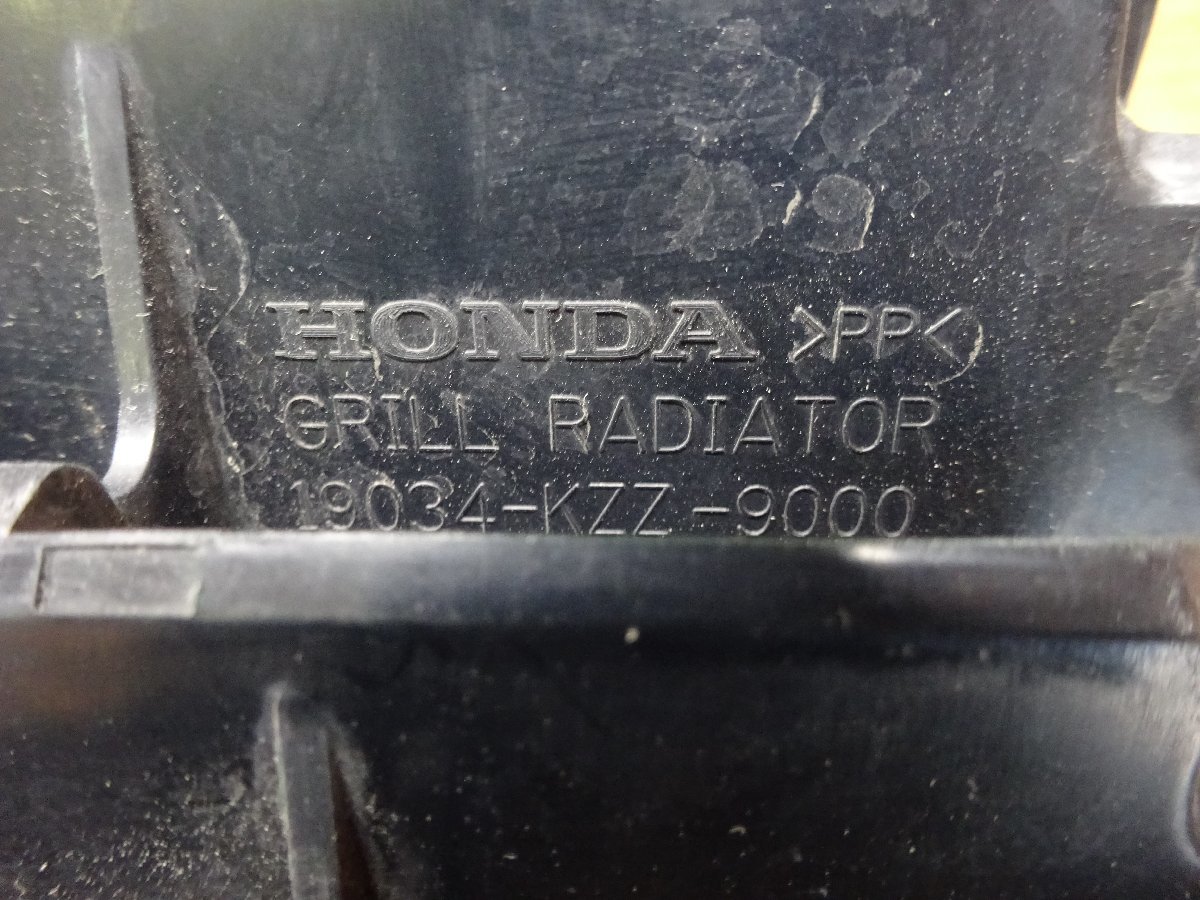 HONDA >PP<
GRILL RADIATOR
19034-KZZ-9000